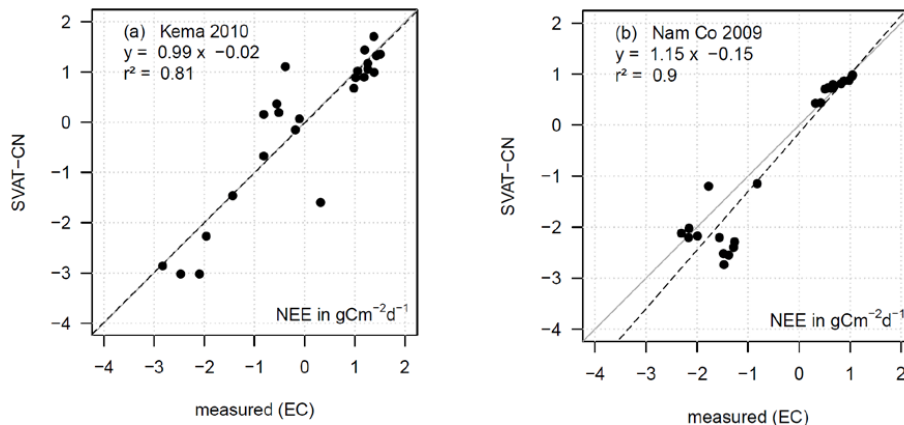 (a) Kema 2010
y = 0.99 x −0.02
r² = 0.81
2
1
0
−1
−2
−3
−4
SVAT−CN
NEE in gCm−2d−1
−4 −3 −2 −1 0 1 2
measured (EC)
(b) Nam Co 2009
y = 1.15 x −0.15
r² = 0.9
2
1
0
−1
−2
−3
−4
SVAT−CN
NEE in gCm−2d−1
−4 −3 −2 −1 0 1 2
measured (EC)